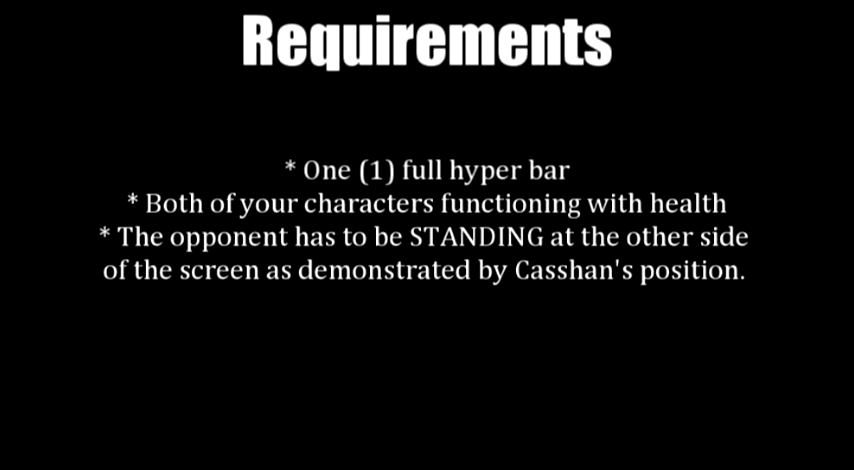 Requirements
* One (1) full hyper bar
* Both of your characters functioning with health
* The opponent has to be STANDING at the other side
of the screen as demonstrated by Casshan's position.